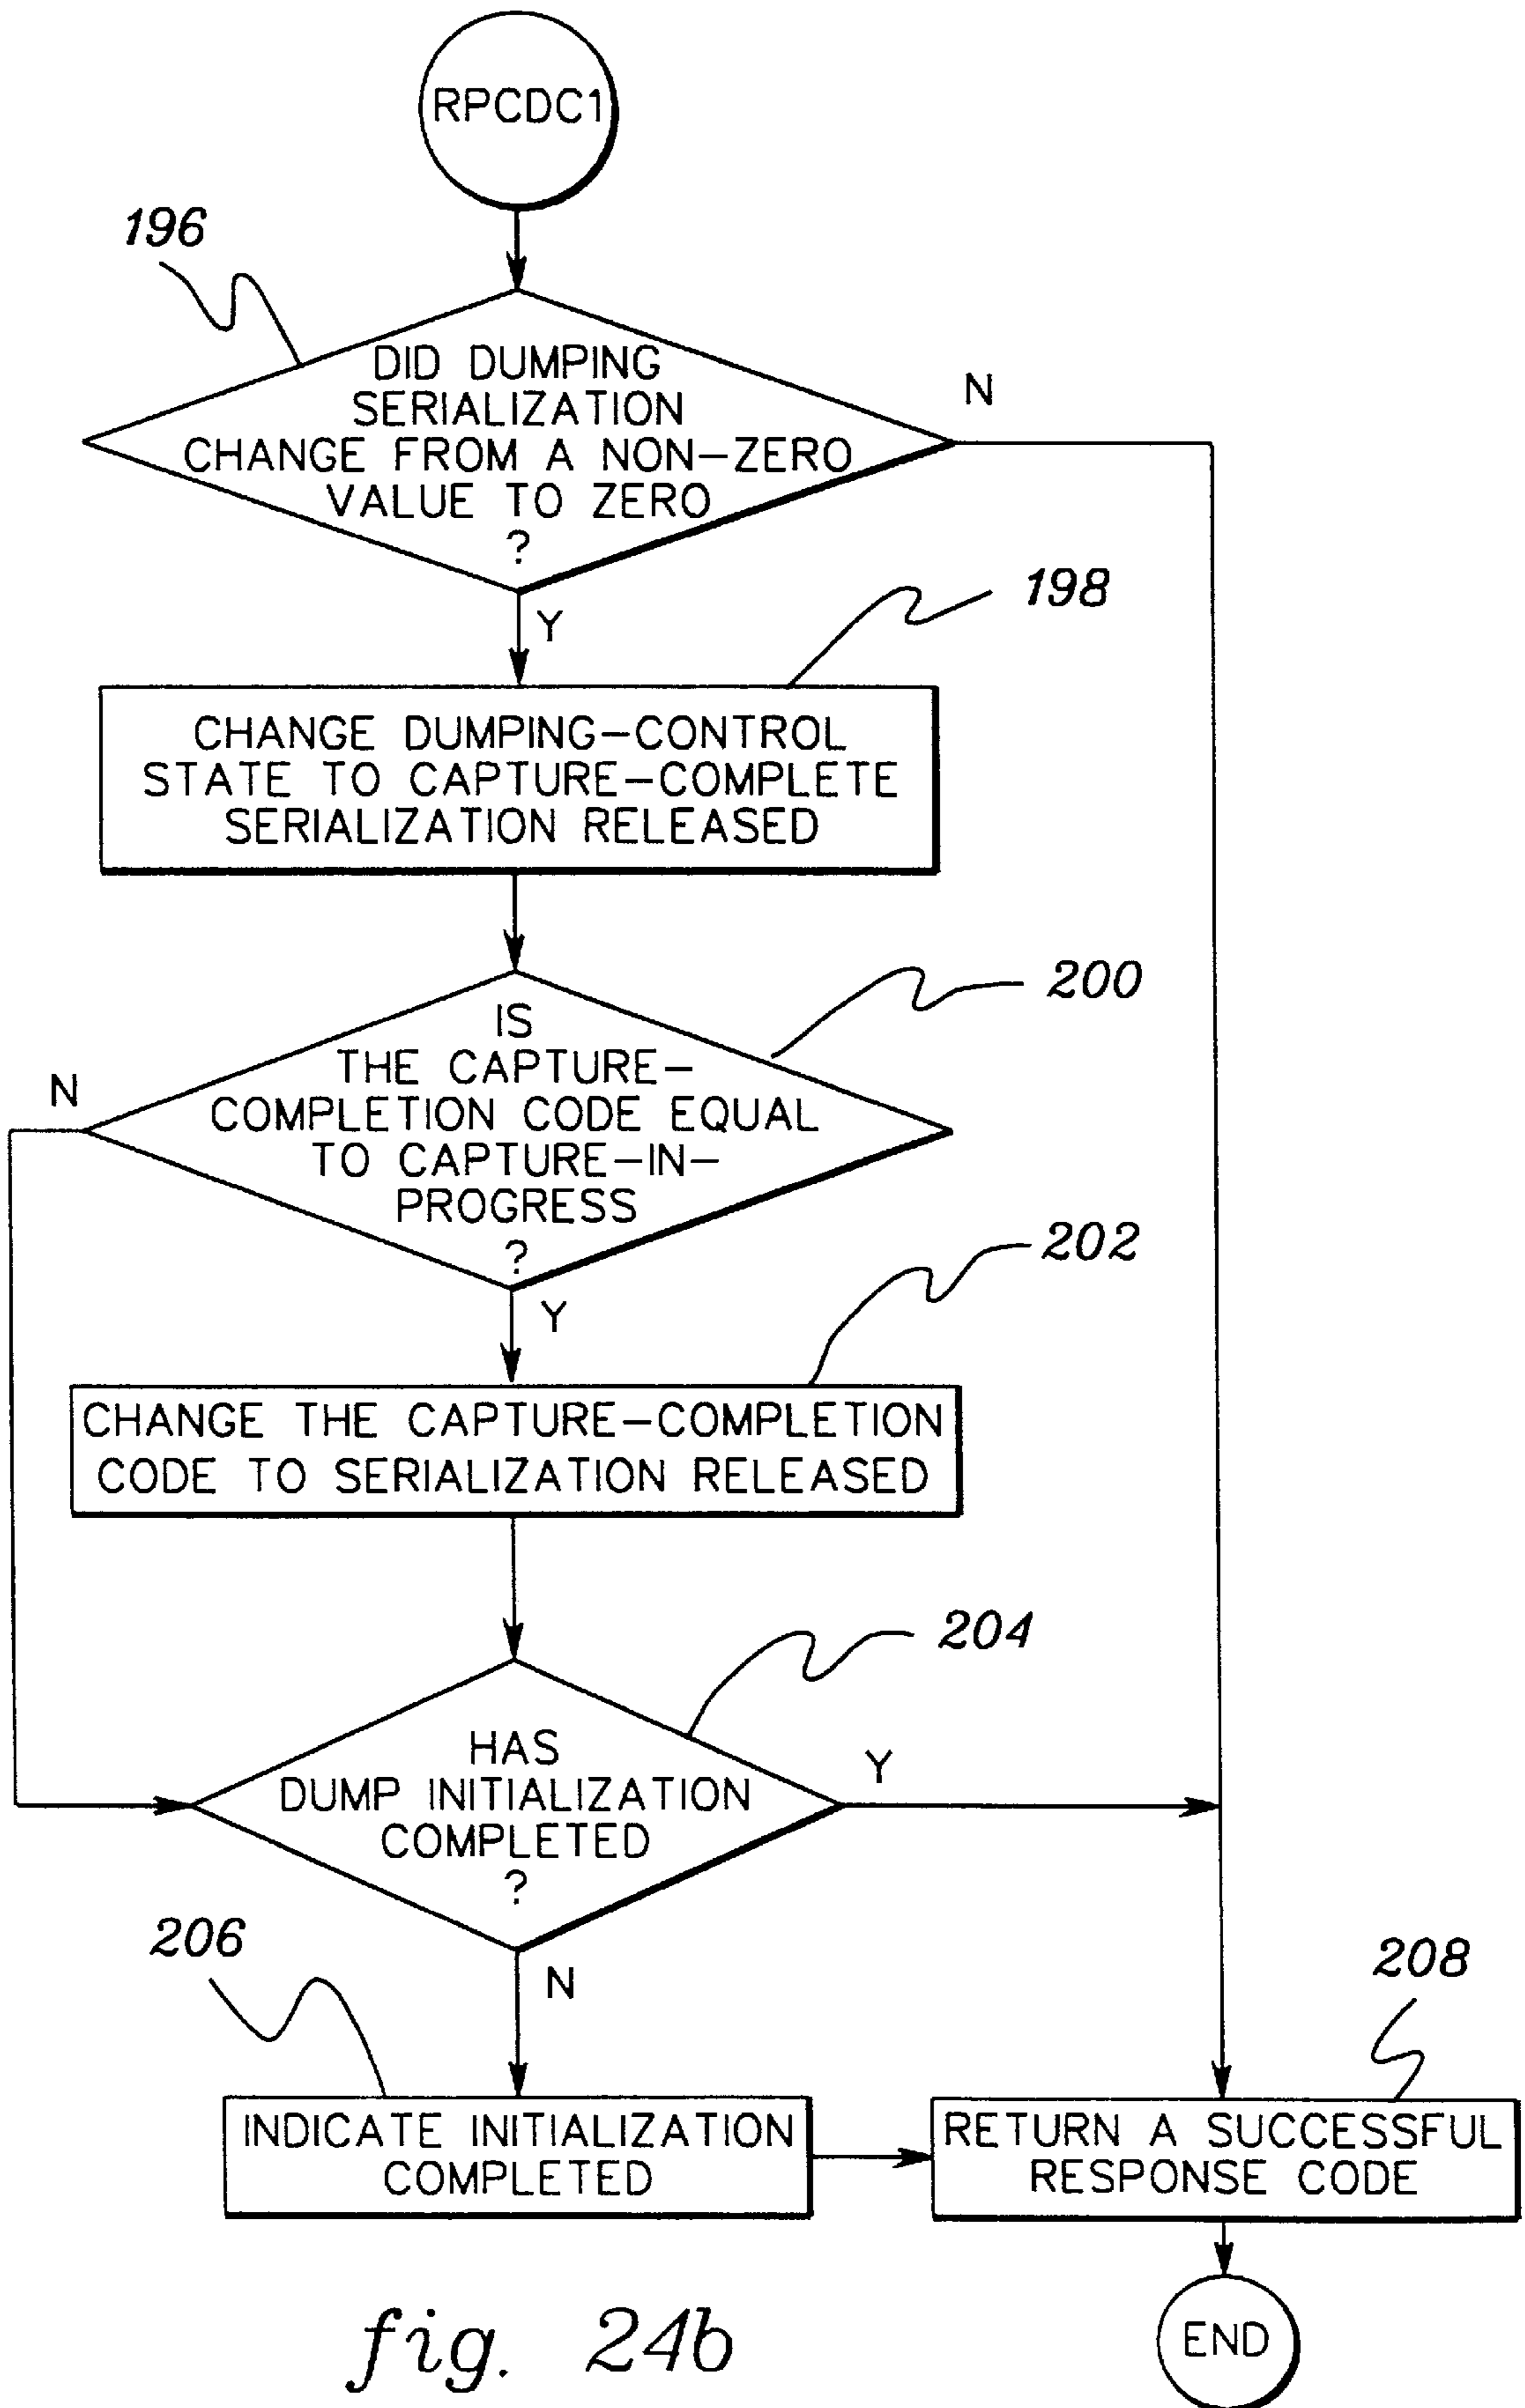 RPCDC1
196
DID DUMPING
SERIALIZATION
CHANGE FROM A NON-ZERO
VALUE TO ZERO
?
N
Y
198
CHANGE DUMPING-CONTROL
STATE TO CAPTURE-COMPLETE
SERIALIZATION RELEASED
200
IS
THE CAPTURE-
COMPLETION CODE EQUAL
TO CAPTURE-IN-
PROGRESS
?
N
Y
202
CHANGE THE CAPTURE-COMPLETION
CODE TO SERIALIZATION RELEASED
204
HAS
DUMP INITIALIZATION
COMPLETED
?
Y
N
206
INDICATE INITIALIZATION
COMPLETED
208
RETURN A SUCCESSFUL
RESPONSE CODE
END
fig. 24b